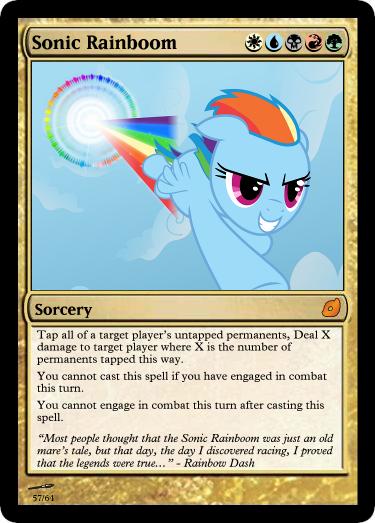 Sonic Rainboom
Sorcery
Tap all of a target player's untapped permanents, Deal X
damage to target player where X is the number of
permanents tapped this way.
You cannot cast this spell if you have engaged in combat
this turn.
You cannot engage in combat this turn after casting this
spell.
“Most people thought that the Sonic Rainboom was just an old
mare's tale, but that day, the day I discovered racing, I proved
that the legends were true...” - Rainbow Dash
57/64